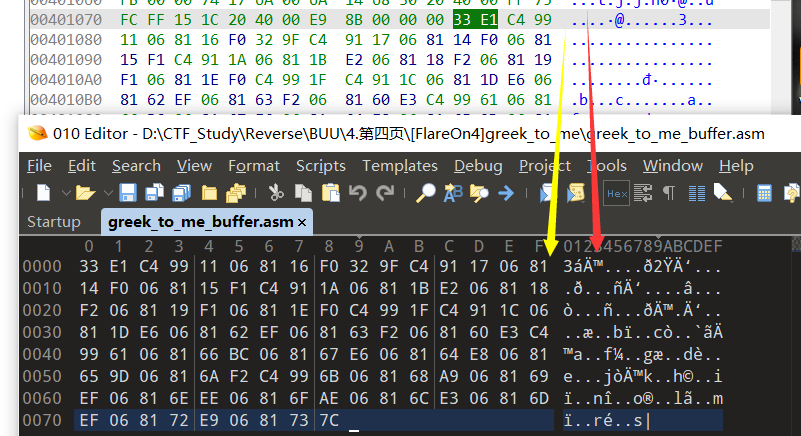 00401070 FC FF 15 1C 20 40 00 E9 8B 00 00 00 33 E1 C4 99 ....·@......3...
00401080 11 06 81 16 F0 32 9F C4 91 17 06 81 14 F0 06 81
00401090 15 F1 C4 91 1A 06 81 1B E2 06 81 18 F2 06 81 19 ................
004010A0 F1 06 81 1E F0 C4 99 1F C4 91 1C 06 81 1D E6 06
004010B0 81 62 EF 06 81 63 F2 06 81 60 E3 C4 99 61 06 81 .b...c...`...a..
010 Editor - D:\CTF_Study\Reverse\BUU\4.第四页\[FlareOn4]greek_to_me\greek_to_me_buffer.asm
File Edit Search View Format Scripts Templates Debug Project Tools Window Help
Hex
Startup greek_to_me_buffer.asm ×
0 1 2 3 4 5 6 7 8 9 A B C D E F 0123456789ABCDEF
0000 33 E1 C4 99 11 06 81 16 F0 32 9F C4 91 17 06 81 3áÄ™....ð2ŸÄ‘...
0010 14 F0 06 81 15 F1 C4 91 1A 06 81 1B E2 06 81 18 .ð...ñÄ‘....â...
0020 F2 06 81 19 F1 06 81 1E F0 C4 99 1F C4 91 1C 06 ò...ñ...ðÄ™.Ä‘..
0030 81 1D E6 06 81 62 EF 06 81 63 F2 06 81 60 E3 C4 ..æ..bï..cò..`ãÄ
0040 99 61 06 81 66 BC 06 81 67 E6 06 81 64 E8 06 81 ™a..f¼..gæ..dè..
0050 65 9D 06 81 6A F2 C4 99 6B 06 81 68 A9 06 81 69 e...jòÄ™k..h©..i
0060 EF 06 81 6E EE 06 81 6F AE 06 81 6C E3 06 81 6D ï..nî..o®..lã..m
0070 EF 06 81 72 E9 06 81 73 7C ï..ré..s|